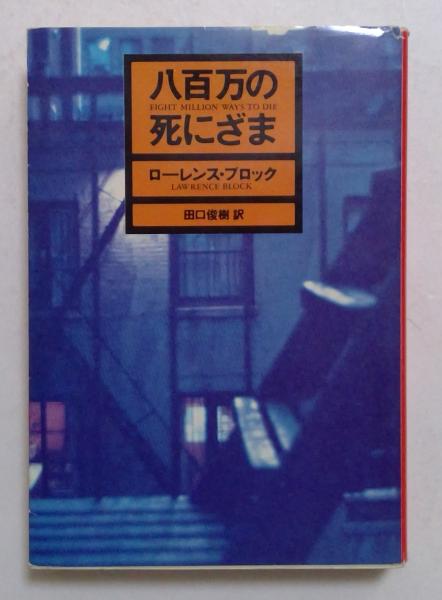 八百万の
EIGHT MILLION WAYS TO DIE
死にざま
ローレンス・ブロック
LAWRENCE BLOCK
田口俊樹 訳